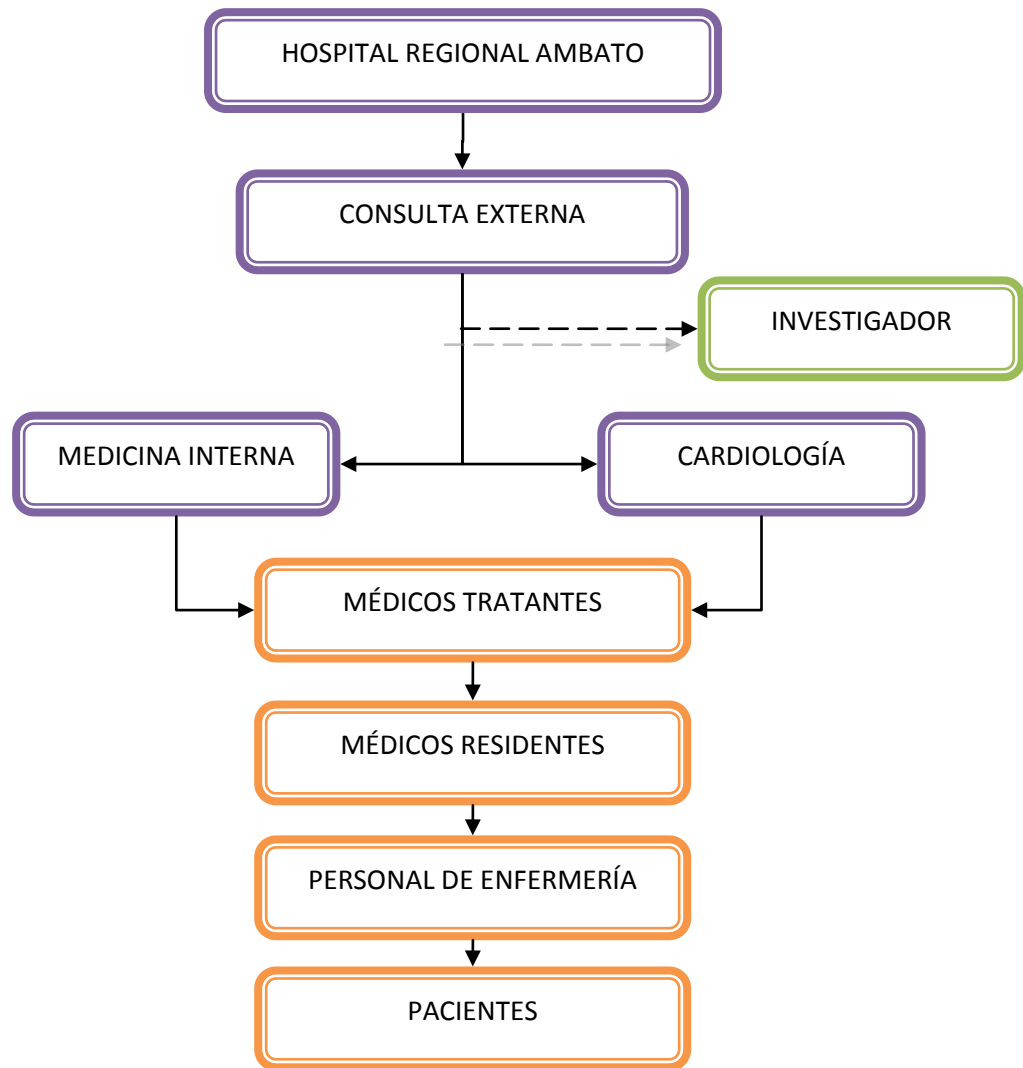 HOSPITAL REGIONAL AMBATO
CONSULTA EXTERNA
INVESTIGADOR
MEDICINA INTERNA
CARDIOLOGÍA
MÉDICOS TRATANTES
MÉDICOS RESIDENTES
PERSONAL DE ENFERMERÍA
PACIENTES